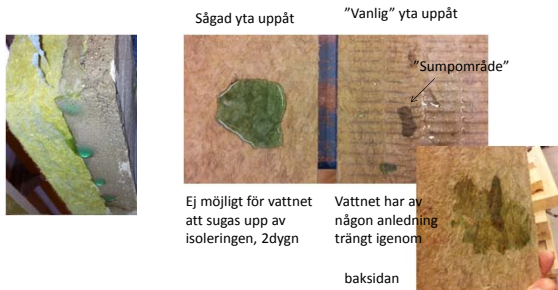 Sågad yta uppåt
”Vanlig” yta uppåt
”Sumpområde”
Ej möjligt för vattnet
att sugas upp av
isoleringen, 2dygn
Vattnet har av
någon anledning
trängt igenom
baksidan